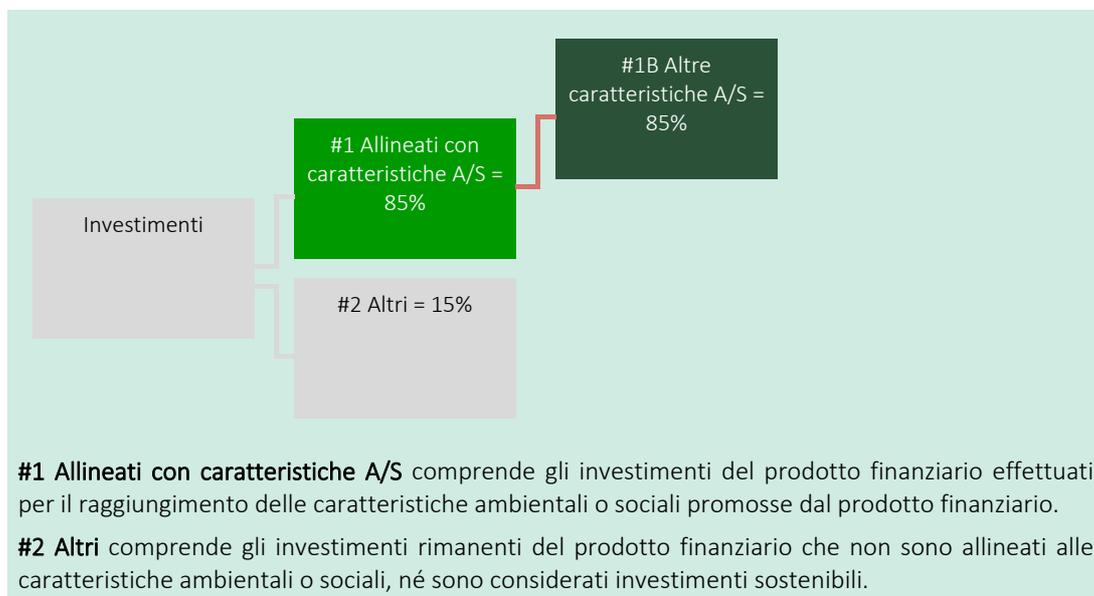 #1B Altre
caratteristiche A/S =
85%
#1 Allineati con
caratteristiche A/S =
85%
Investimenti
#2 Altri = 15%
#1 Allineati con caratteristiche A/S comprende gli investimenti del prodotto finanziario effettuati
per il raggiungimento delle caratteristiche ambientali o sociali promosse dal prodotto finanziario.
#2 Altri comprende gli investimenti rimanenti del prodotto finanziario che non sono allineati alle
caratteristiche ambientali o sociali, né sono considerati investimenti sostenibili.